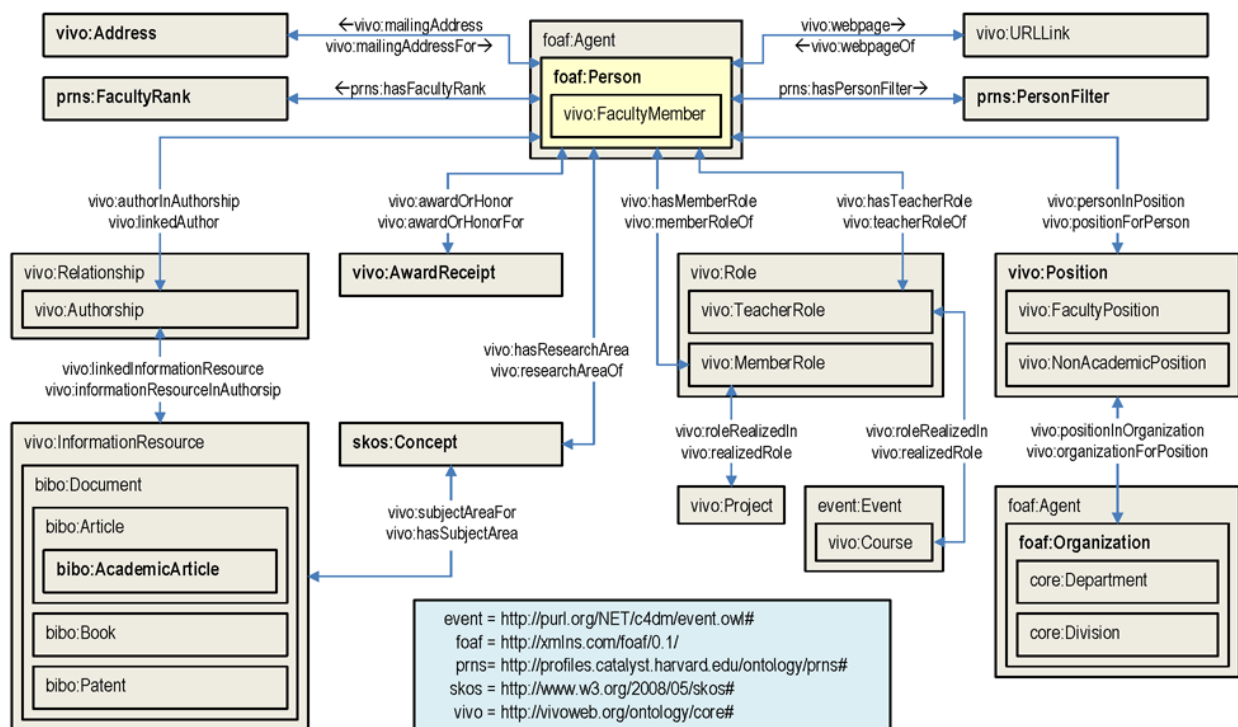 vivo:Address
←vivo:mailingAddress
vivo:mailingAddressFor→
foaf:Agent
foaf:Person
vivo:FacultyMember
vivo:webpage→
←vivo:webpageOf
vivo:URLLink
prns:FacultyRank
←prns:hasFacultyRank
prns:hasPersonFilter→
prns:PersonFilter
vivo:authorInAuthorship
vivo:linkedAuthor
vivo:awardOrHonor
vivo:awardOrHonorFor
vivo:hasMemberRole
vivo:memberRoleOf
vivo:hasTeacherRole
vivo:teacherRoleOf
vivo:personInPosition
vivo:positionForPerson
vivo:Relationship
vivo:Authorship
vivo:AwardReceipt
vivo:Role
vivo:TeacherRole
vivo:MemberRole
vivo:Position
vivo:FacultyPosition
vivo:NonAcademicPosition
vivo:linkedInformationResource
vivo:informationResourceInAuthorsip
vivo:hasResearchArea
vivo:researchAreaOf
vivo:InformationResource
bibo:Document
bibo:Article
bibo:AcademicArticle
bibo:Book
bibo:Patent
skos:Concept
vivo:subjectAreaFor
vivo:hasSubjectArea
vivo:roleRealizedIn
vivo:realizedRole
vivo:roleRealizedIn
vivo:realizedRole
vivo:positionInOrganization
vivo:organizationForPosition
vivo:Project
event:Event
vivo:Course
foaf:Agent
foaf:Organization
core:Department
core:Division
event = http://purl.org/NET/c4dm/event.owl#
foaf = http://xmlns.com/foaf/0.1/
prns= http://profiles.catalyst.harvard.edu/ontology/prns#
skos = http://www.w3.org/2008/05/skos#
vivo = http://vivoweb.org/ontology/core#